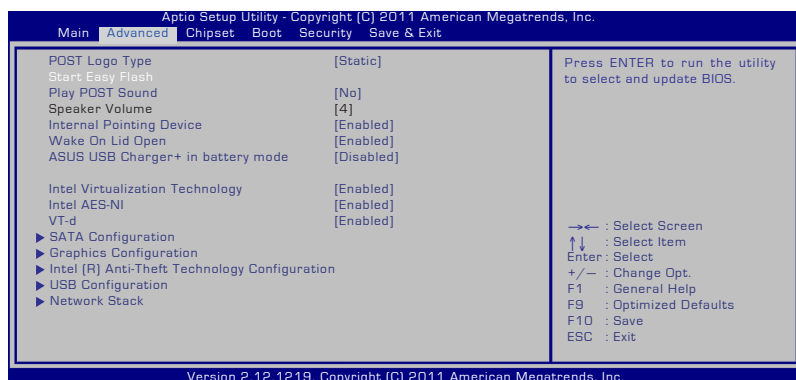 Aptio Setup Utility - Copyright (C) 2011 American Megatrends, Inc.
Main Advanced Chipset Boot Security Save & Exit
POST Logo Type [Static]
Start Easy Flash
Play POST Sound [No]
Speaker Volume [4]
Internal Pointing Device [Enabled]
Wake On Lid Open [Enabled]
ASUS USB Charger+ in battery mode [Disabled]
Intel Virtualization Technology [Enabled]
Intel AES-NI [Enabled]
VT-d [Enabled]
▶ SATA Configuration
▶ Graphics Configuration
▶ Intel (R) Anti-Theft Technology Configuration
▶ USB Configuration
▶ Network Stack
Press ENTER to run the utility
to select and update BIOS.
→← : Select Screen
↑↓ : Select Item
Enter : Select
+/− : Change Opt.
F1 : General Help
F9 : Optimized Defaults
F10 : Save
ESC : Exit
Version 2.12.1219. Copyright (C) 2011 American Megatrends, Inc.